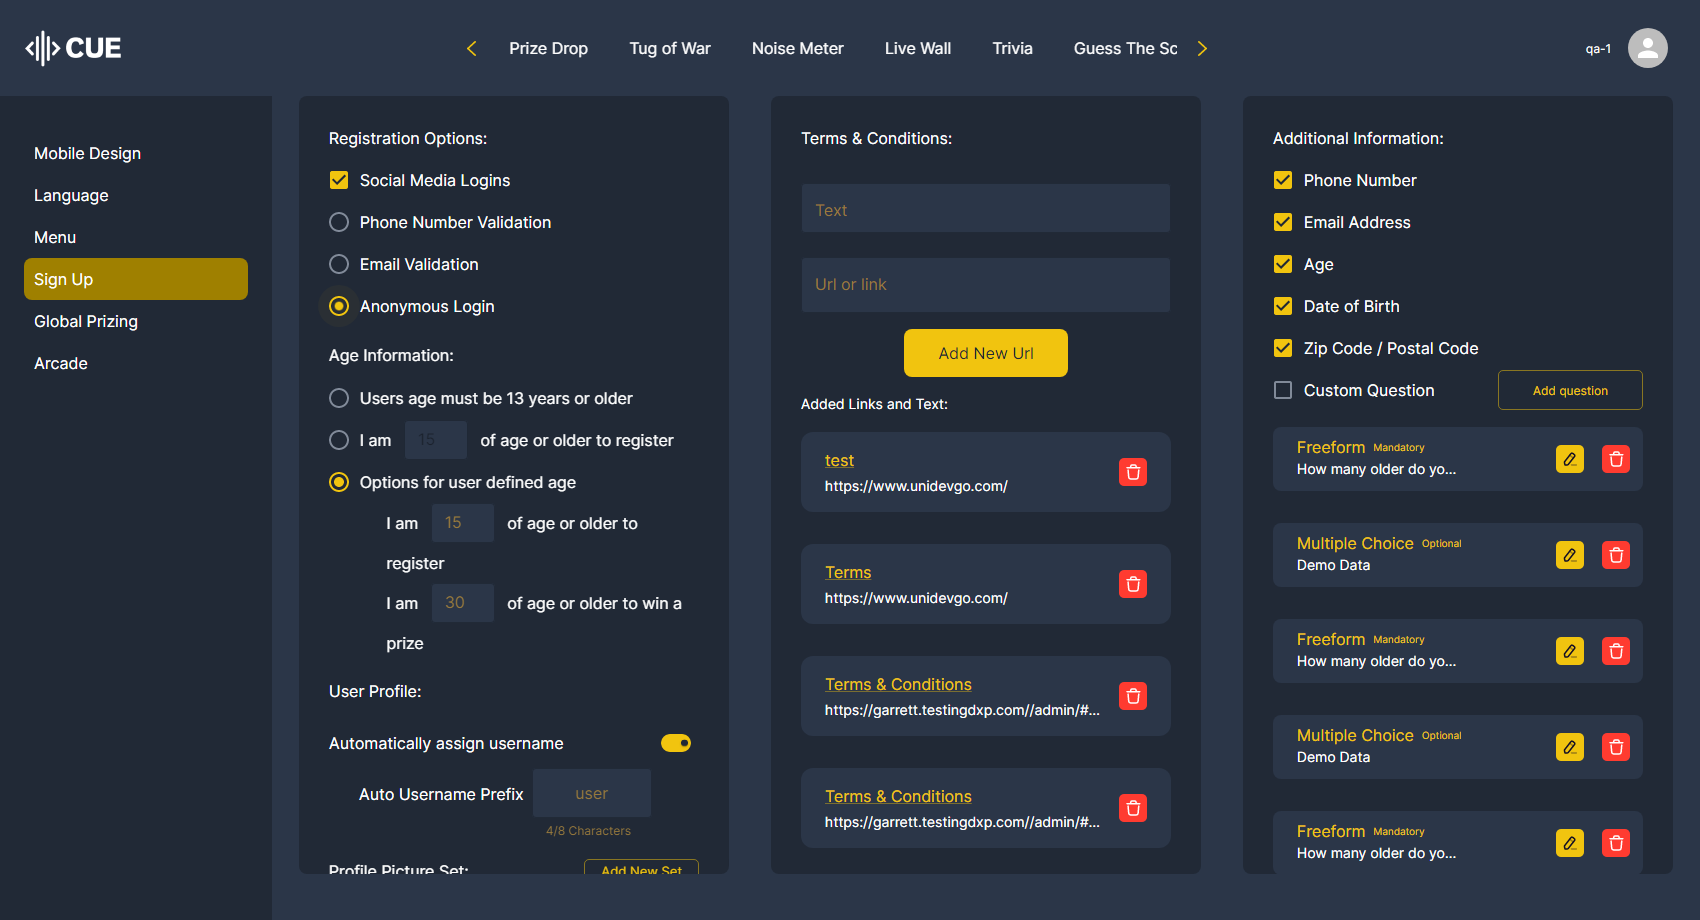 CUE
Prize Drop
Tug of War
Noise Meter
Live Wall
Trivia
Guess The Sc
qa-1
Mobile Design
Language
Menu
Sign Up
Global Prizing
Arcade
Registration Options:
Social Media Logins
Phone Number Validation
Email Validation
Anonymous Login
Age Information:
Users age must be 13 years or older
I am 15 of age or older to register
Options for user defined age
I am 15 of age or older to
register
I am 30 of age or older to win a
prize
User Profile:
Automatically assign username
Auto Username Prefix user
4/8 Characters
Profile Picture Set: Add New Set
Terms & Conditions:
Text
Url or link
Add New Url
Added Links and Text:
test
https://www.unidevgo.com/
Terms
https://www.unidevgo.com/
Terms & Conditions
https://garrett.testingdxp.com//admin/#...
Terms & Conditions
https://garrett.testingdxp.com//admin/#...
Additional Information:
Phone Number
Email Address
Age
Date of Birth
Zip Code / Postal Code
Custom Question Add question
Freeform Mandatory
How many older do yo...
Multiple Choice Optional
Demo Data
Freeform Mandatory
How many older do yo...
Multiple Choice Optional
Demo Data
Freeform Mandatory
How many older do yo...